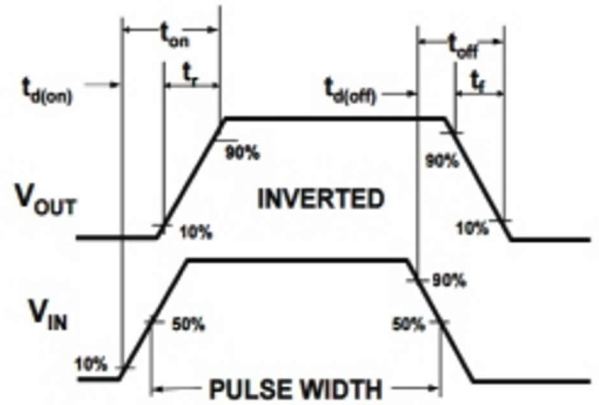 ton
toff
td(on)
tr
td(off)
tf
90%
90%
VOUT
INVERTED
10%
10%
90%
VIN
50%
50%
10%
PULSE WIDTH